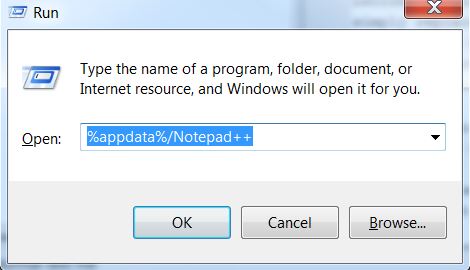 Run
Type the name of a program, folder, document, or
Internet resource, and Windows will open it for you.
Open:
%appdata%/Notepad++
OK
Cancel
Browse...